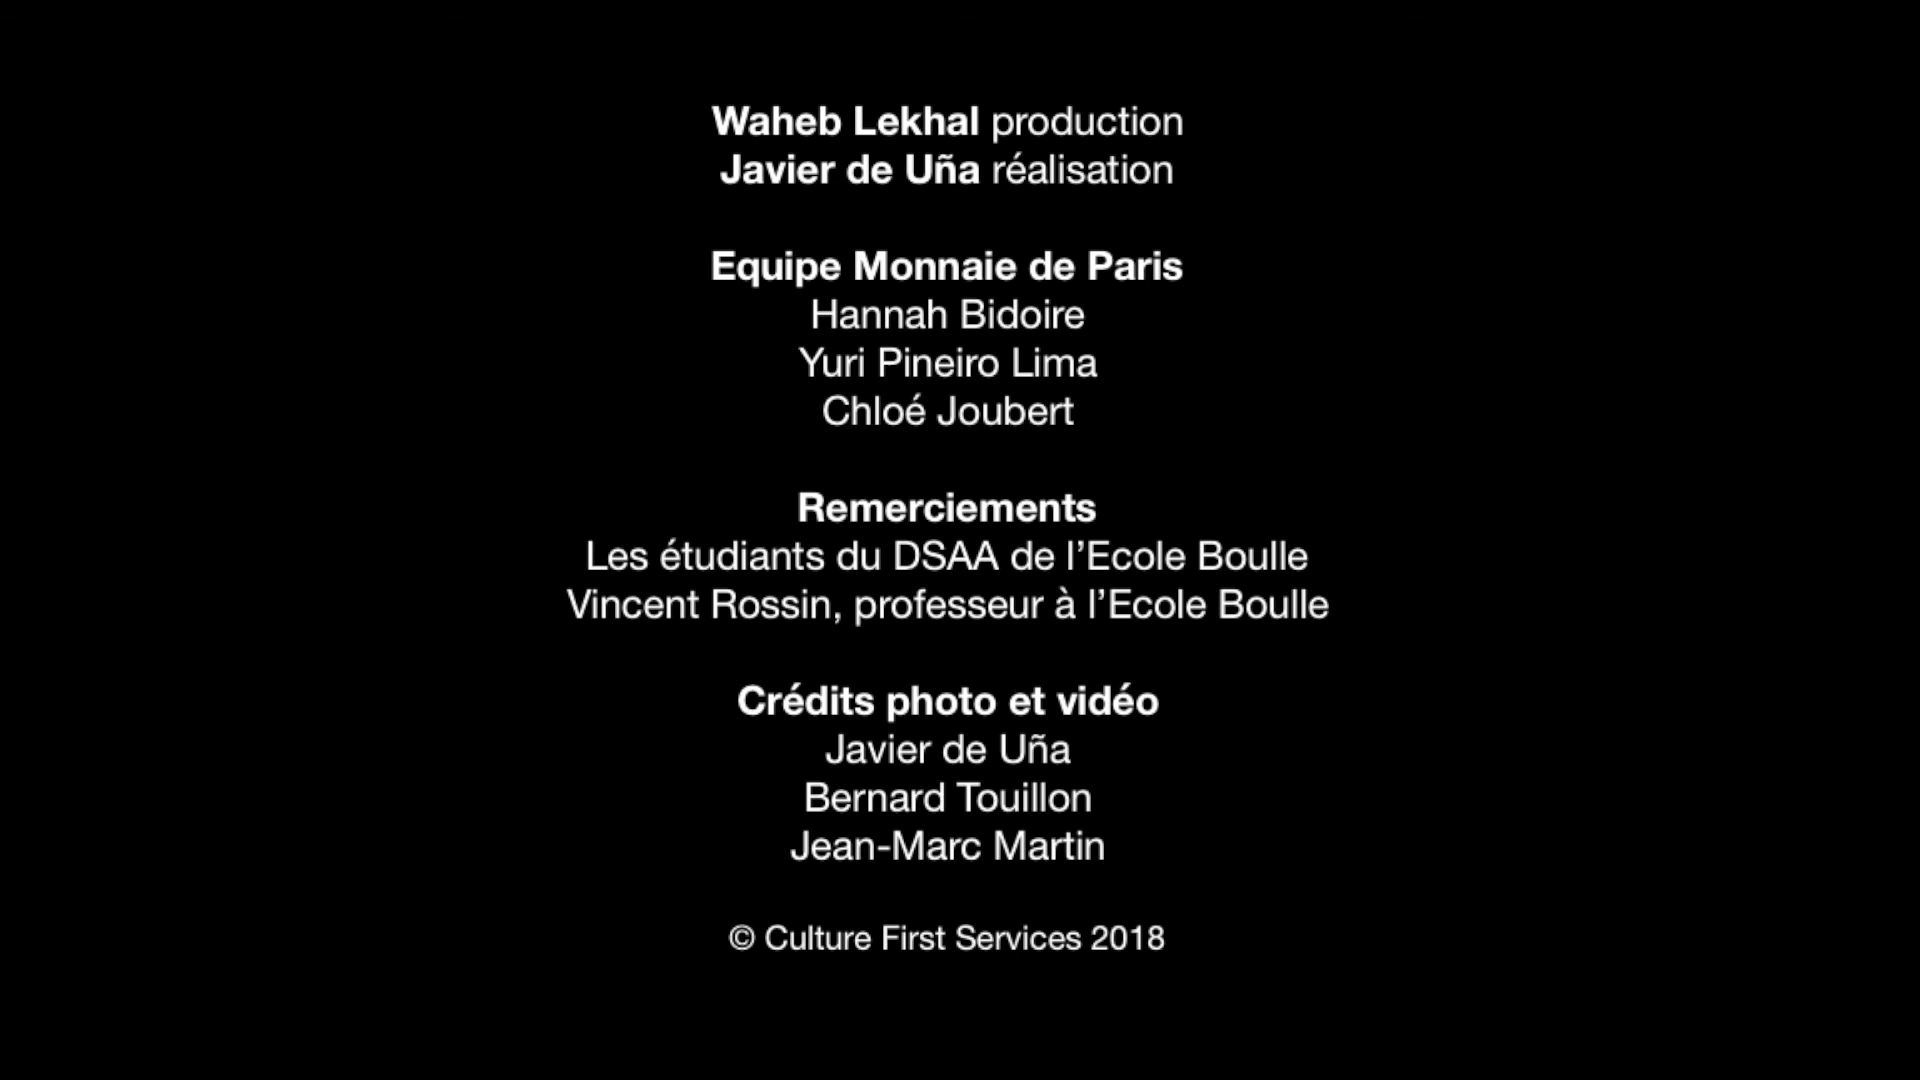 Waheb Lekhal production
Javier de Uña réalisation
Equipe Monnaie de Paris
Hannah Bidoire
Yuri Pineiro Lima
Chloé Joubert
Remerciements
Les étudiants du DSAA de l’Ecole Boulle
Vincent Rossin, professeur à l’Ecole Boulle
Crédits photo et vidéo
Javier de Uña
Bernard Touillon
Jean-Marc Martin
© Culture First Services 2018